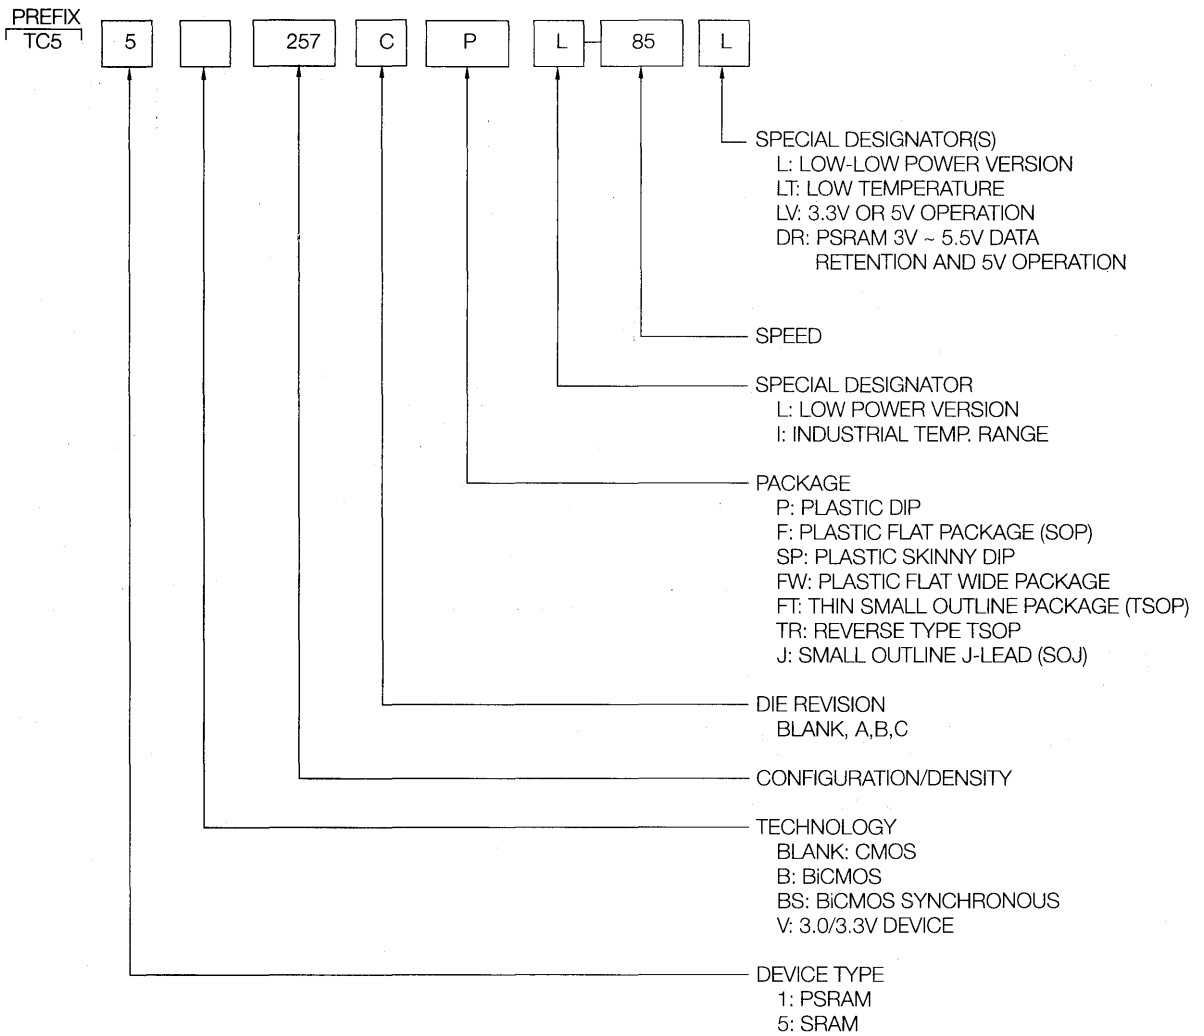 PREFIX
TC5 5 257 C P L 85 L
SPECIAL DESIGNATOR(S)
L: LOW-LOW POWER VERSION
LT: LOW TEMPERATURE
LV: 3.3V OR 5V OPERATION
DR: PSRAM 3V ~ 5.5V DATA
RETENTION AND 5V OPERATION
SPEED
SPECIAL DESIGNATOR
L: LOW POWER VERSION
I: INDUSTRIAL TEMP. RANGE
PACKAGE
P: PLASTIC DIP
F: PLASTIC FLAT PACKAGE (SOP)
SP: PLASTIC SKINNY DIP
FW: PLASTIC FLAT WIDE PACKAGE
FT: THIN SMALL OUTLINE PACKAGE (TSOP)
TR: REVERSE TYPE TSOP
J: SMALL OUTLINE J-LEAD (SOJ)
DIE REVISION
BLANK, A,B,C
CONFIGURATION/DENSITY
TECHNOLOGY
BLANK: CMOS
B: BiCMOS
BS: BiCMOS SYNCHRONOUS
V: 3.0/3.3V DEVICE
DEVICE TYPE
1: PSRAM
5: SRAM